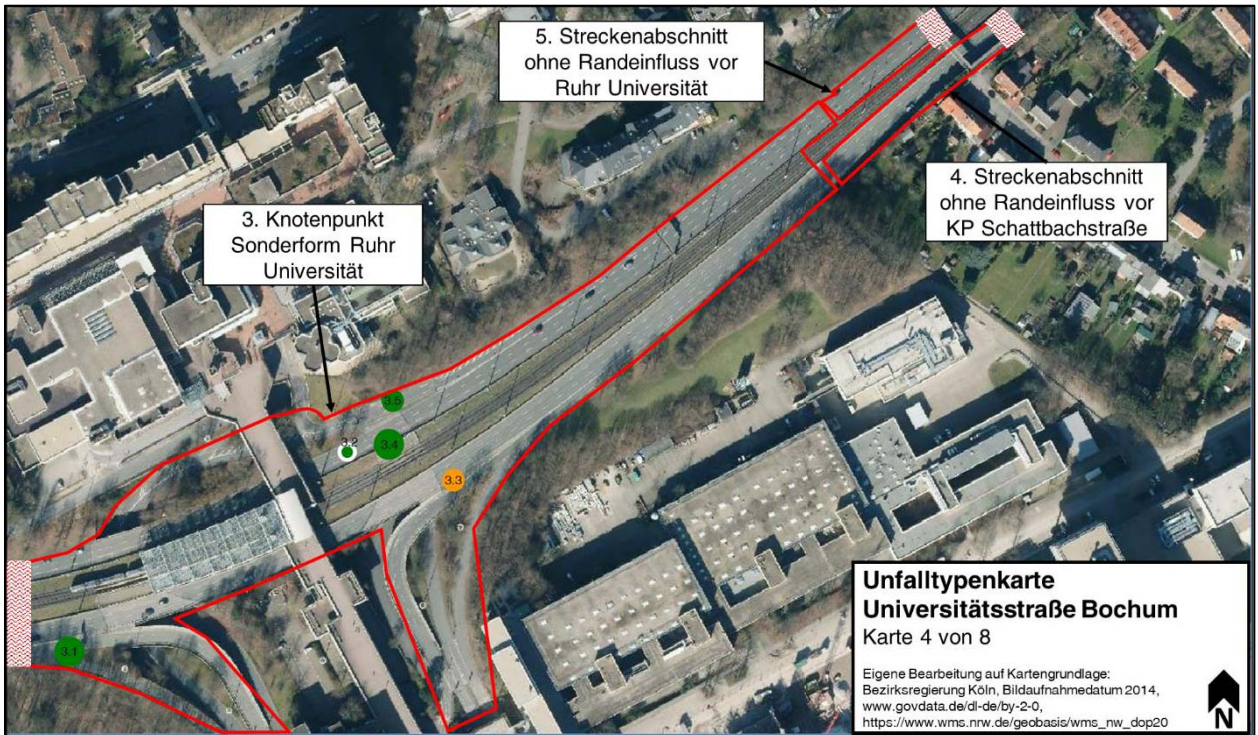 5. Streckenabschnitt
ohne Randeinfluss vor
Ruhr Universität
4. Streckenabschnitt
ohne Randeinfluss vor
KP Schattbachstraße
3. Knotenpunkt
Sonderform Ruhr
Universität
3.5
3.2
3.4
3.3
3.1
Unfalltypenkarte
Universitätsstraße Bochum
Karte 4 von 8
Eigene Bearbeitung auf Kartengrundlage:
Bezirksregierung Köln, Bildaufnahmedatum 2014,
www.govdata.de/dl-de/by-2-0,
https://www.wms.nrw.de/geobasis/wms_nw_dop20
N